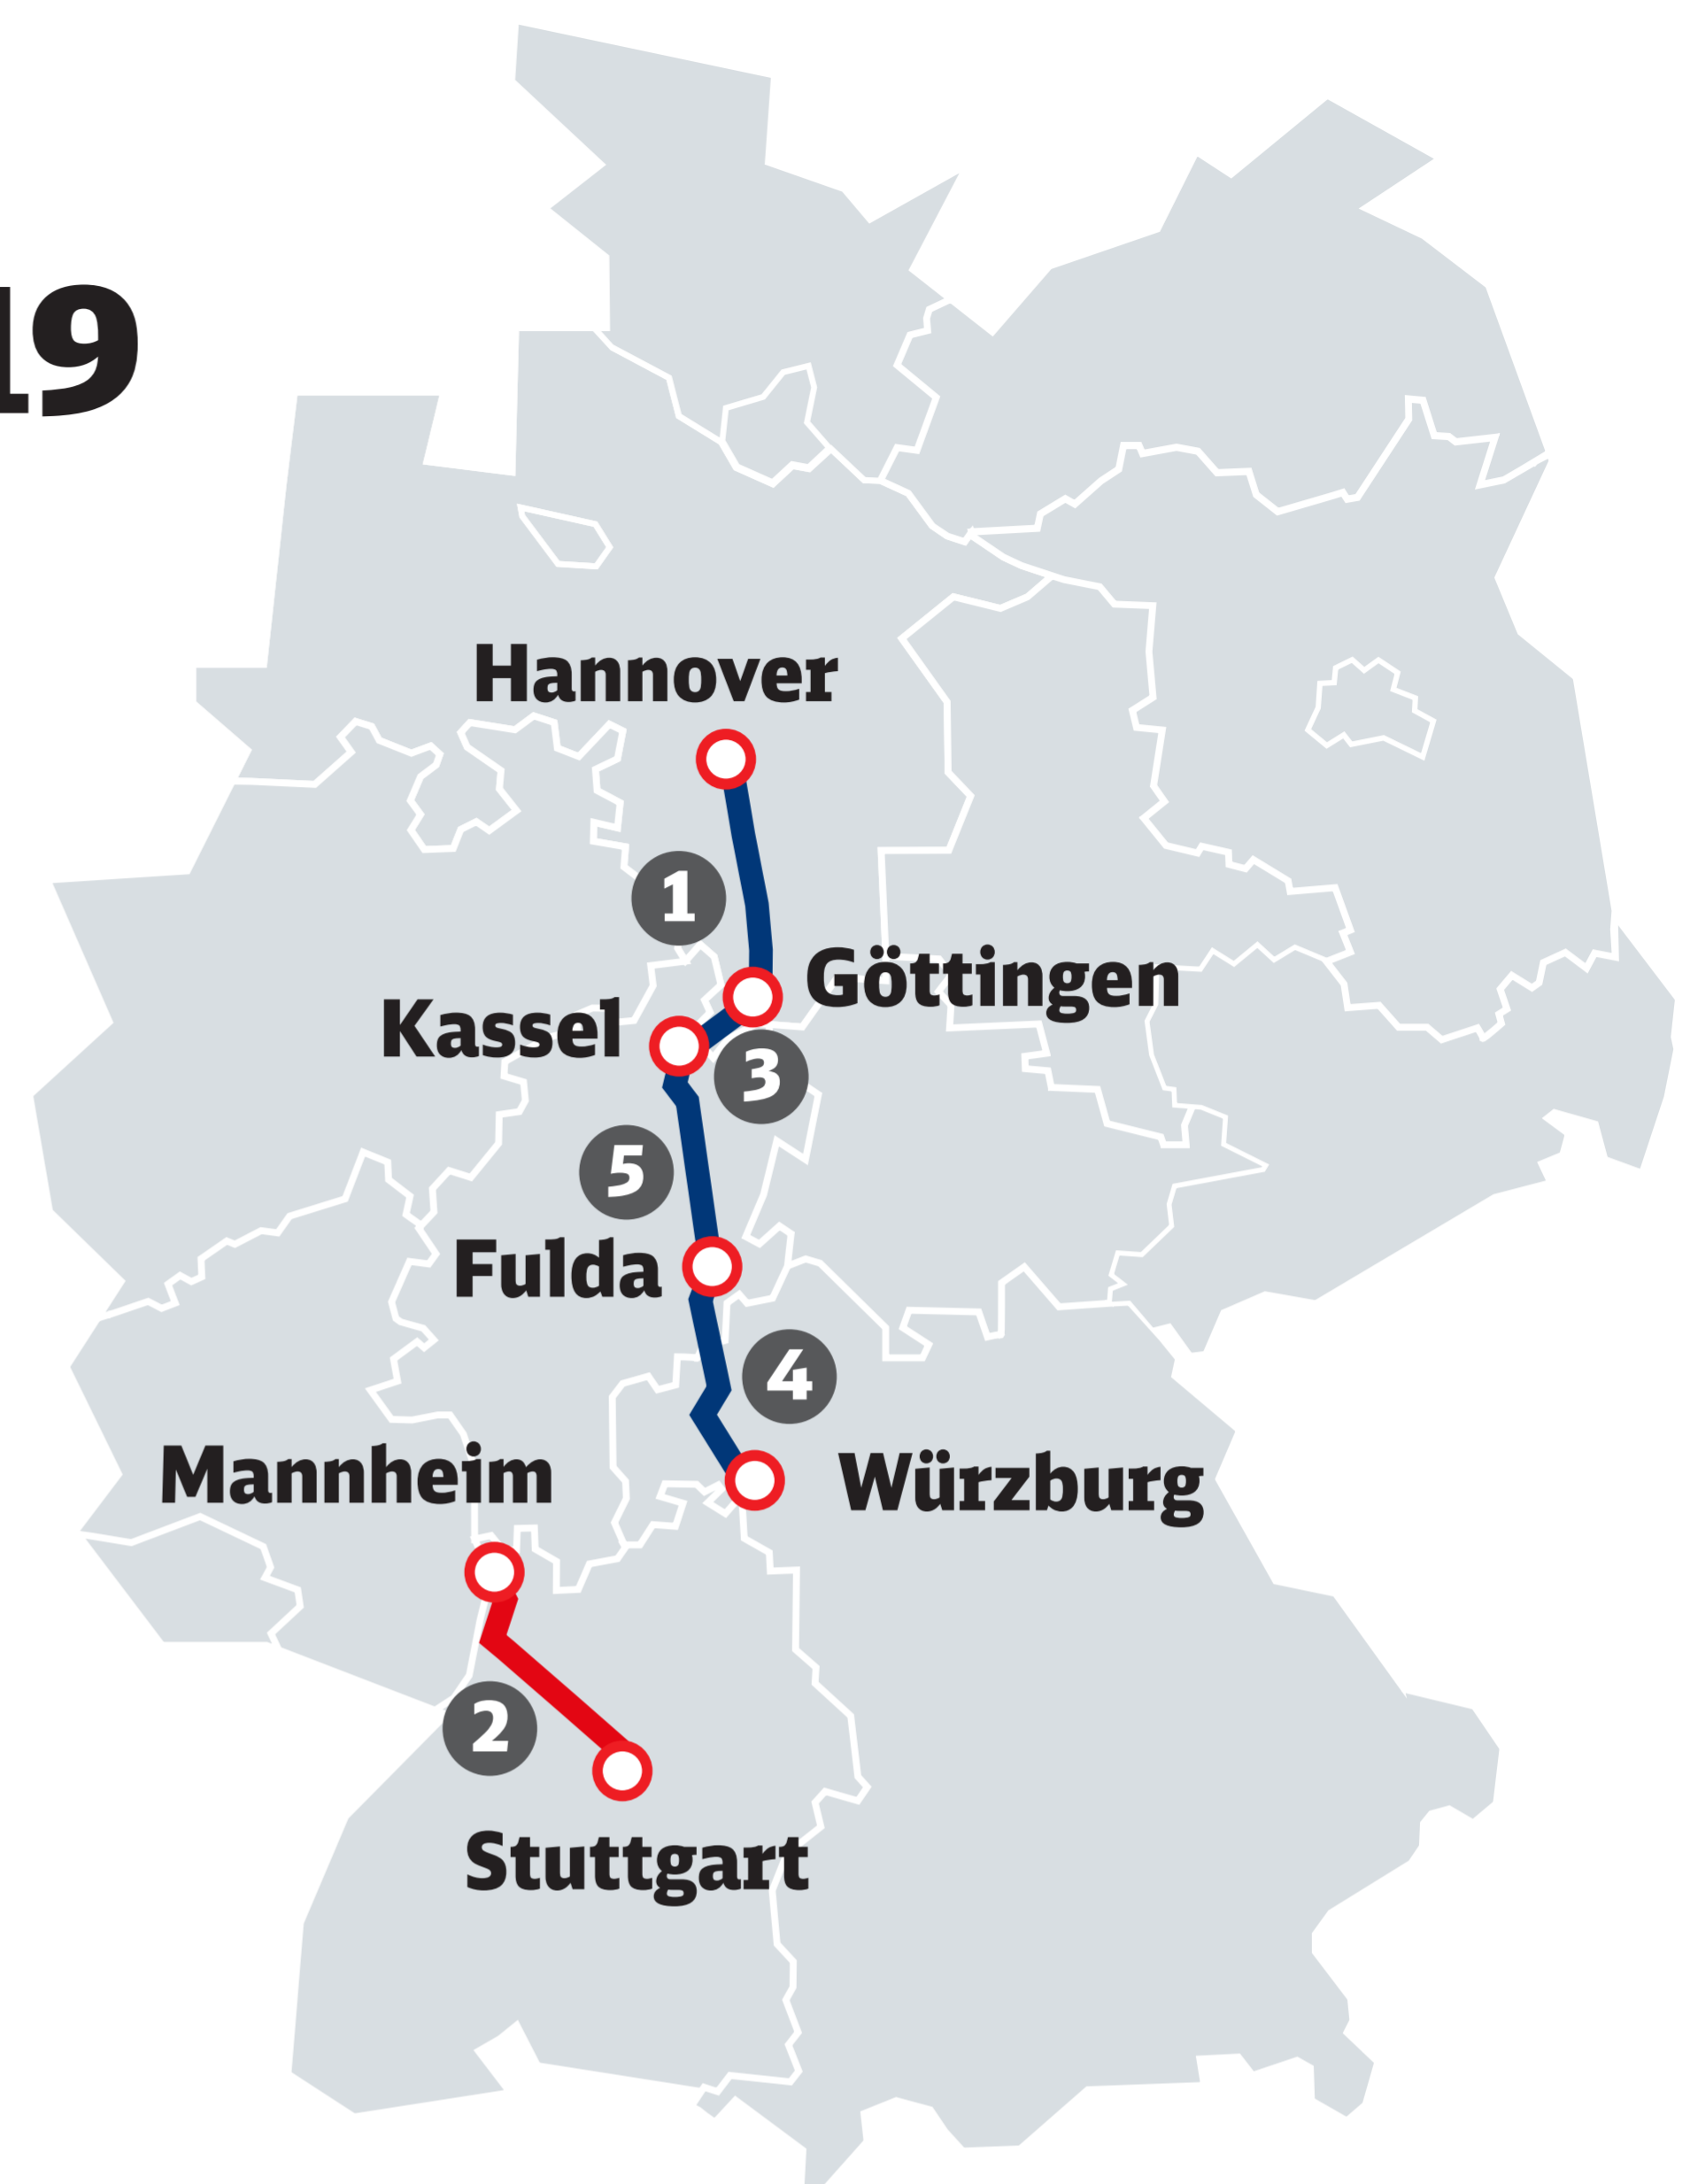 19
Hannover
1
Göttingen
Kassel
3
5
Fulda
4
Mannheim
Würzburg
2
Stuttgart